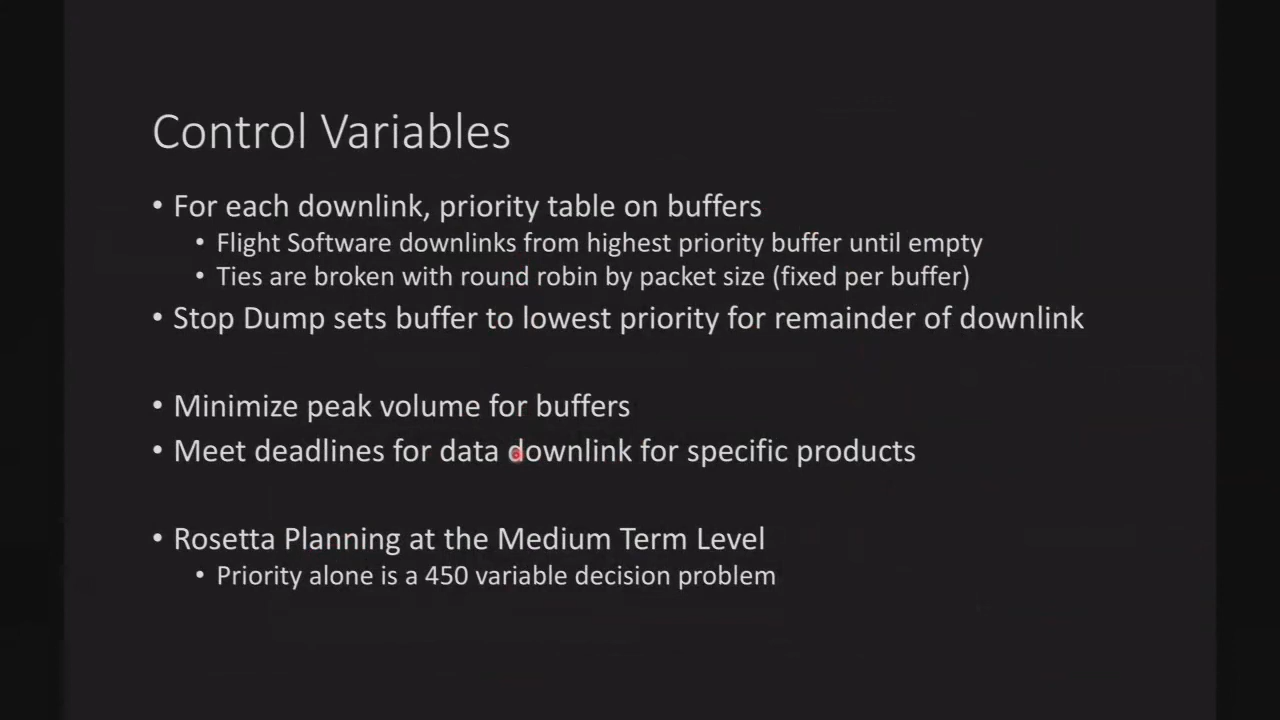 Control Variables
• For each downlink, priority table on buffers
• Flight Software downlinks from highest priority buffer until empty
• Ties are broken with round robin by packet size (fixed per buffer)
• Stop Dump sets buffer to lowest priority for remainder of downlink
• Minimize peak volume for buffers
• Meet deadlines for data downlink for specific products
• Rosetta Planning at the Medium Term Level
• Priority alone is a 450 variable decision problem